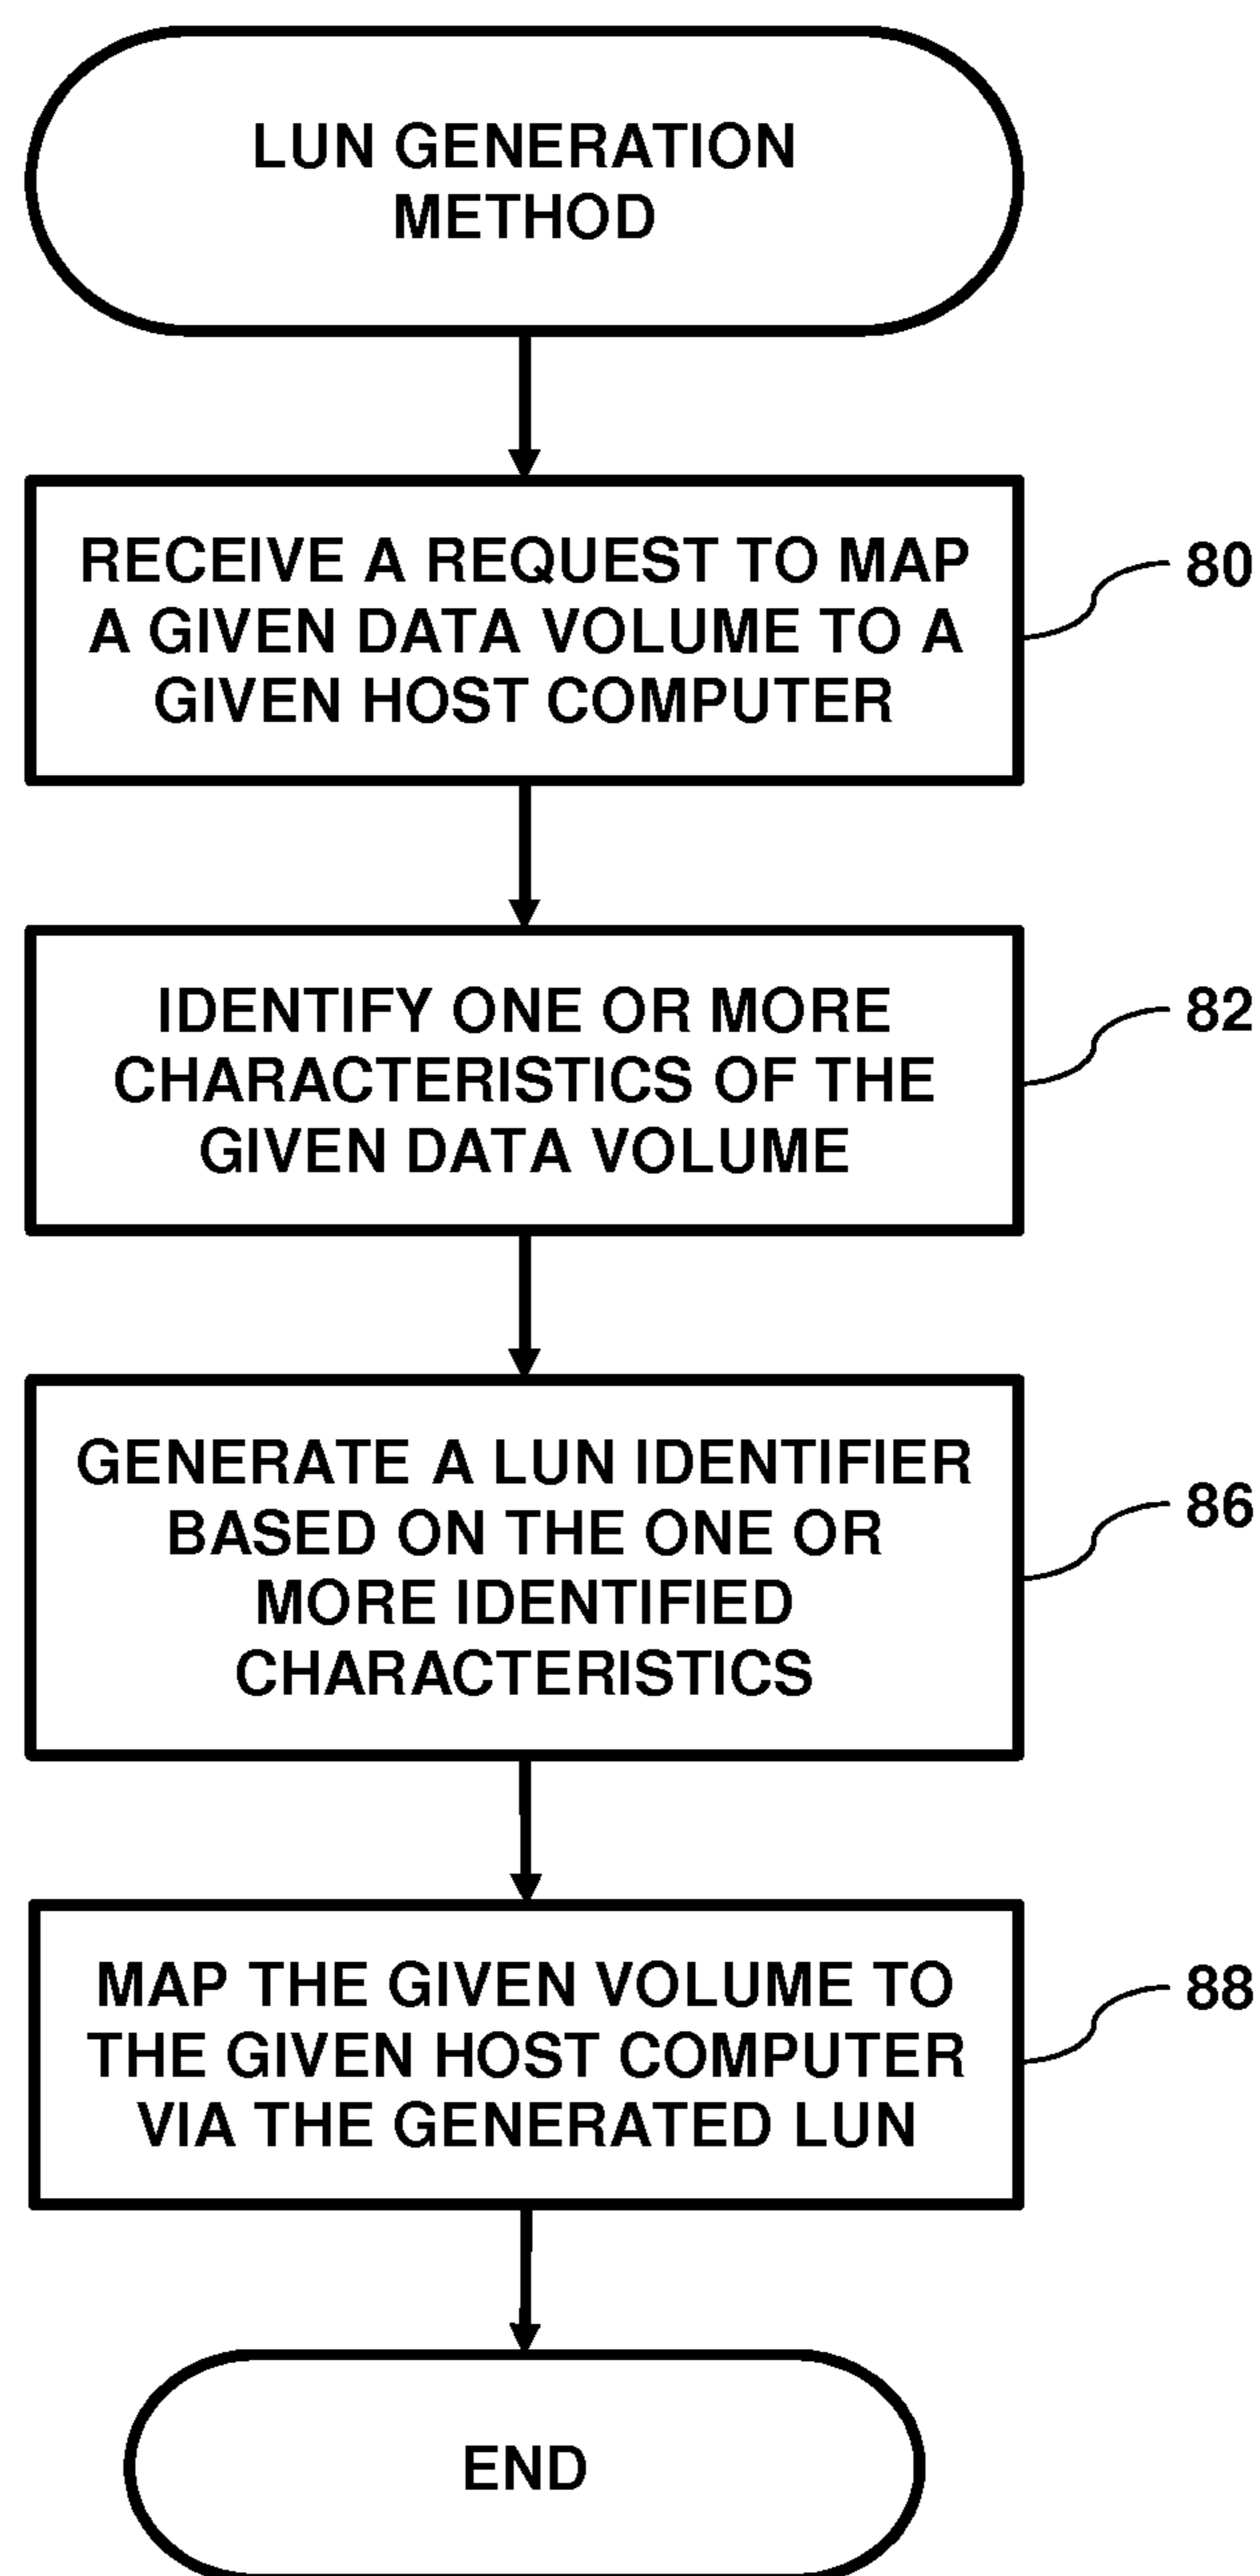 LUN GENERATION
METHOD
RECEIVE A REQUEST TO MAP
A GIVEN DATA VOLUME TO A
GIVEN HOST COMPUTER
80
IDENTIFY ONE OR MORE
CHARACTERISTICS OF THE
GIVEN DATA VOLUME
82
GENERATE A LUN IDENTIFIER
BASED ON THE ONE OR
MORE IDENTIFIED
CHARACTERISTICS
86
MAP THE GIVEN VOLUME TO
THE GIVEN HOST COMPUTER
VIA THE GENERATED LUN
88
END